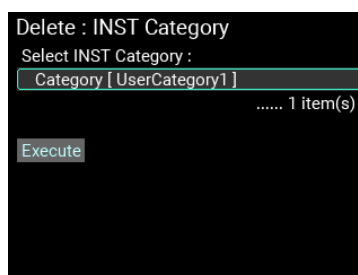 Delete : INST Category
Select INST Category :
Category [ UserCategory1 ]
...... 1 item(s)
Execute